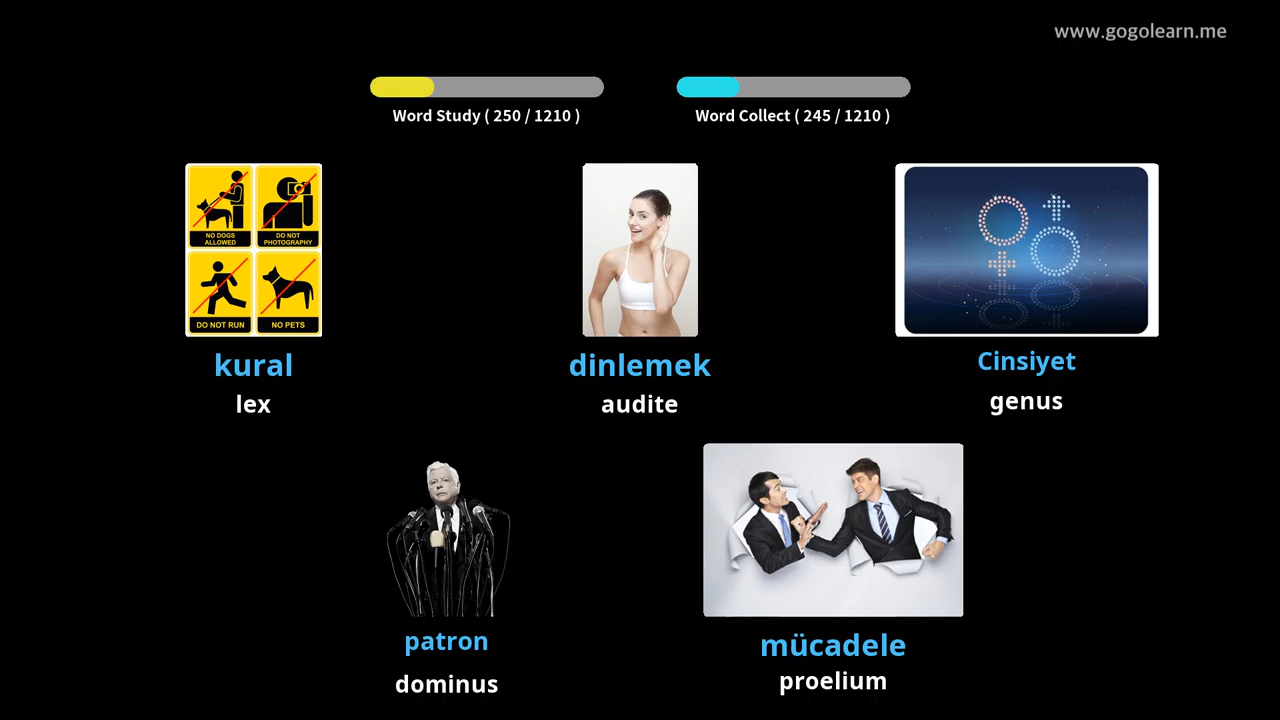 www.gogolearn.me
Word Study ( 250 / 1210 )
Word Collect ( 245 / 1210 )
NO DOGS
ALLOWED
DO NOT
PHOTOGRAPHY
DO NOT RUN
NO PETS
kural
lex
dinlemek
audite
Cinsiyet
genus
patron
dominus
mücadele
proelium